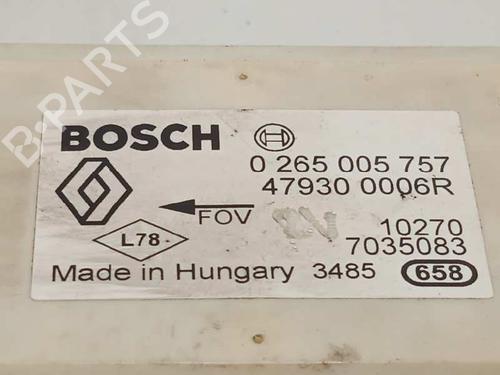 B-PARTS
BOSCH
0 265 005 757
47930 0006R
FOV
10270
L78
7035083
Made in Hungary 3485 658